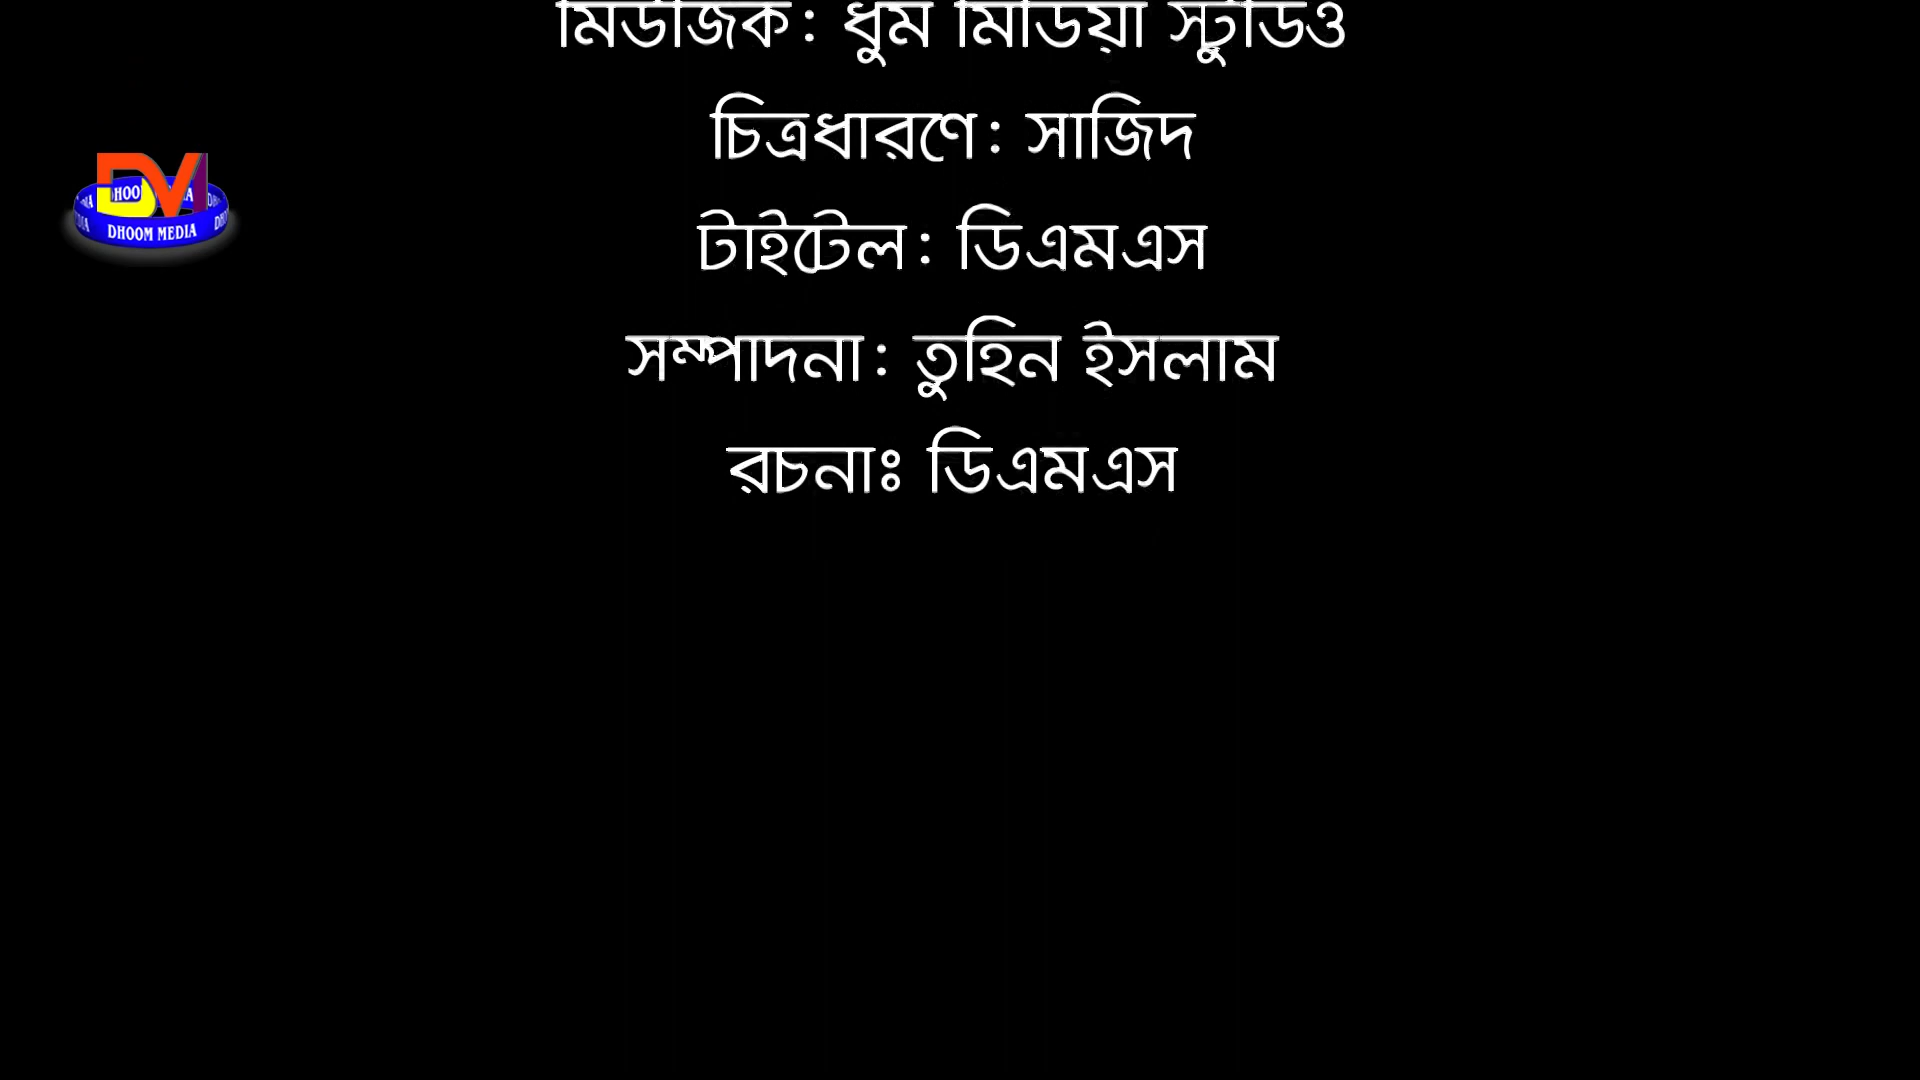 মিউজিক: ধুম মিডিয়া স্টুডিও
চিত্রধারণে: সাজিদ
DHOOM MEDIA
টাইটেল: ডিএমএস
সম্পাদনা: তুহিন ইসলাম
রচনাঃ ডিএমএস